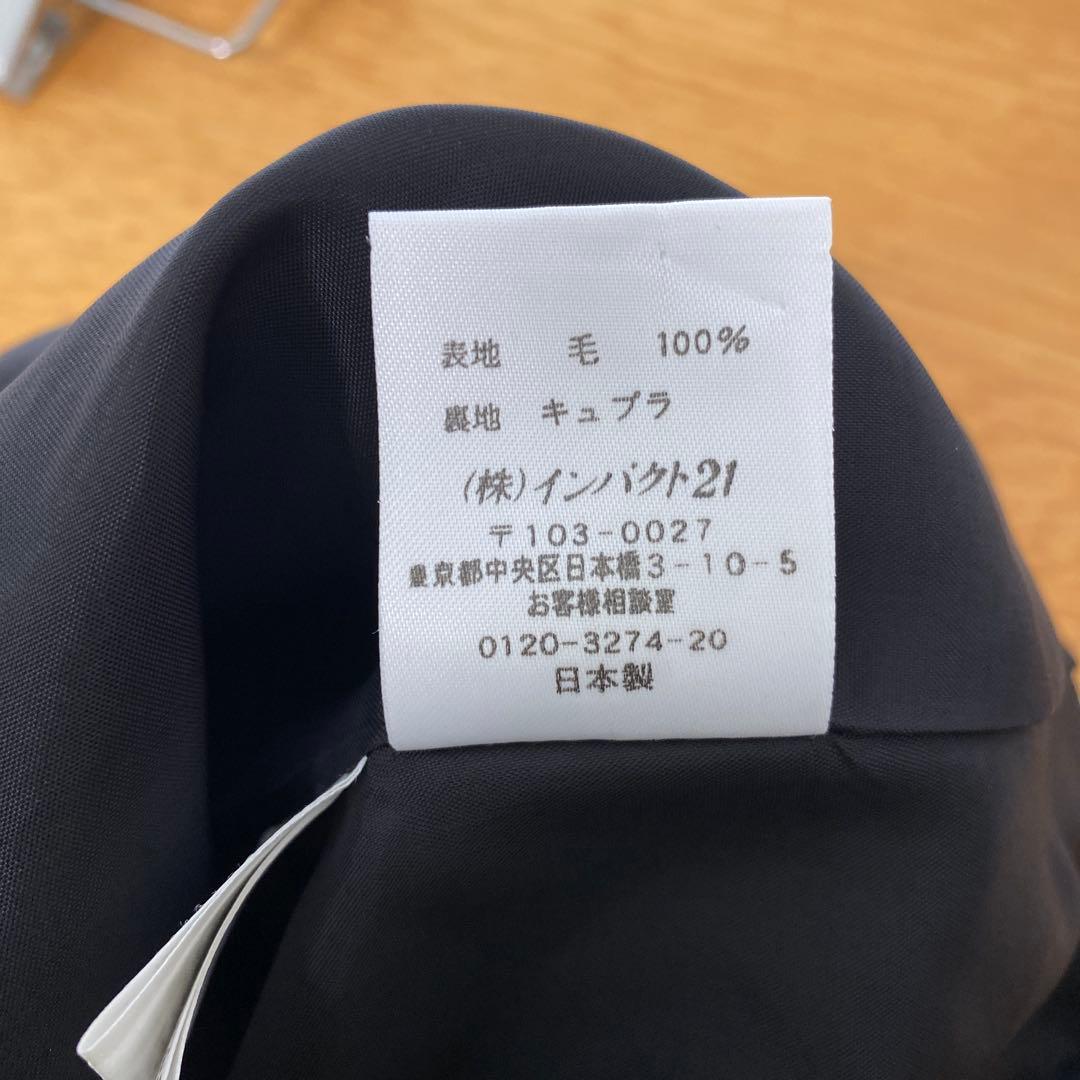 表地 毛 100%
裏地 キュプラ
(株)インパクト21
〒103-0027
東京都中央区日本橋3-10-5
お客様相談室
0120-3274-20
日本製